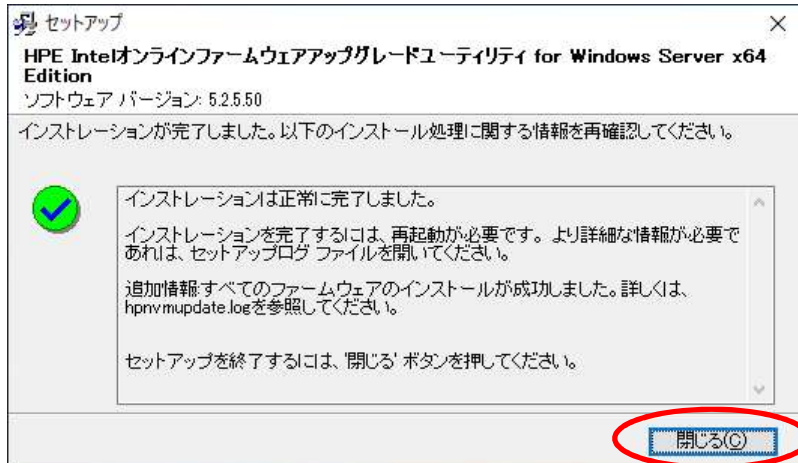 セットアップ
HPE Intelオンラインファームウェアアップグレードユーティリティ for Windows Server x64
Edition
ソフトウェア バージョン: 5.2.5.50
インストレーションが完了しました。以下のインストール処理に関する情報を再確認してください。
インストレーションは正常に完了しました。
インストレーションを完了するには、再起動が必要です。より詳細な情報が必要で
あれば、セットアップログ ファイルを開いてください。
追加情報:すべてのファームウェアのインストールが成功しました。詳しくは、
hpnvmupdate.logを参照してください。
セットアップを終了するには、'閉じる' ボタンを押してください。
閉じる(C)